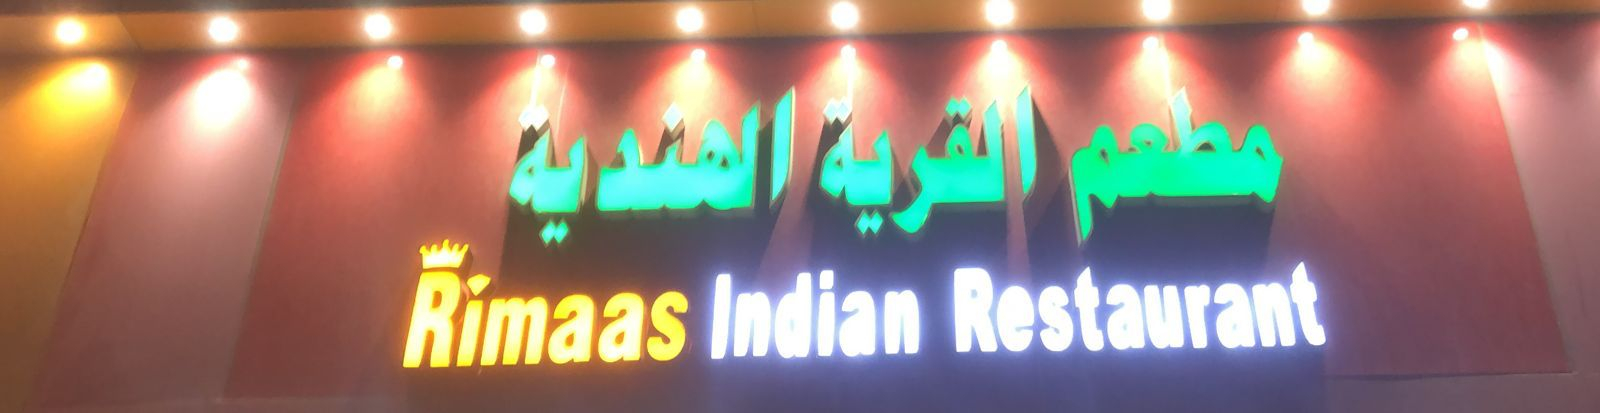 مطعم القرية الهندية
Rimaas Indian Restaurant